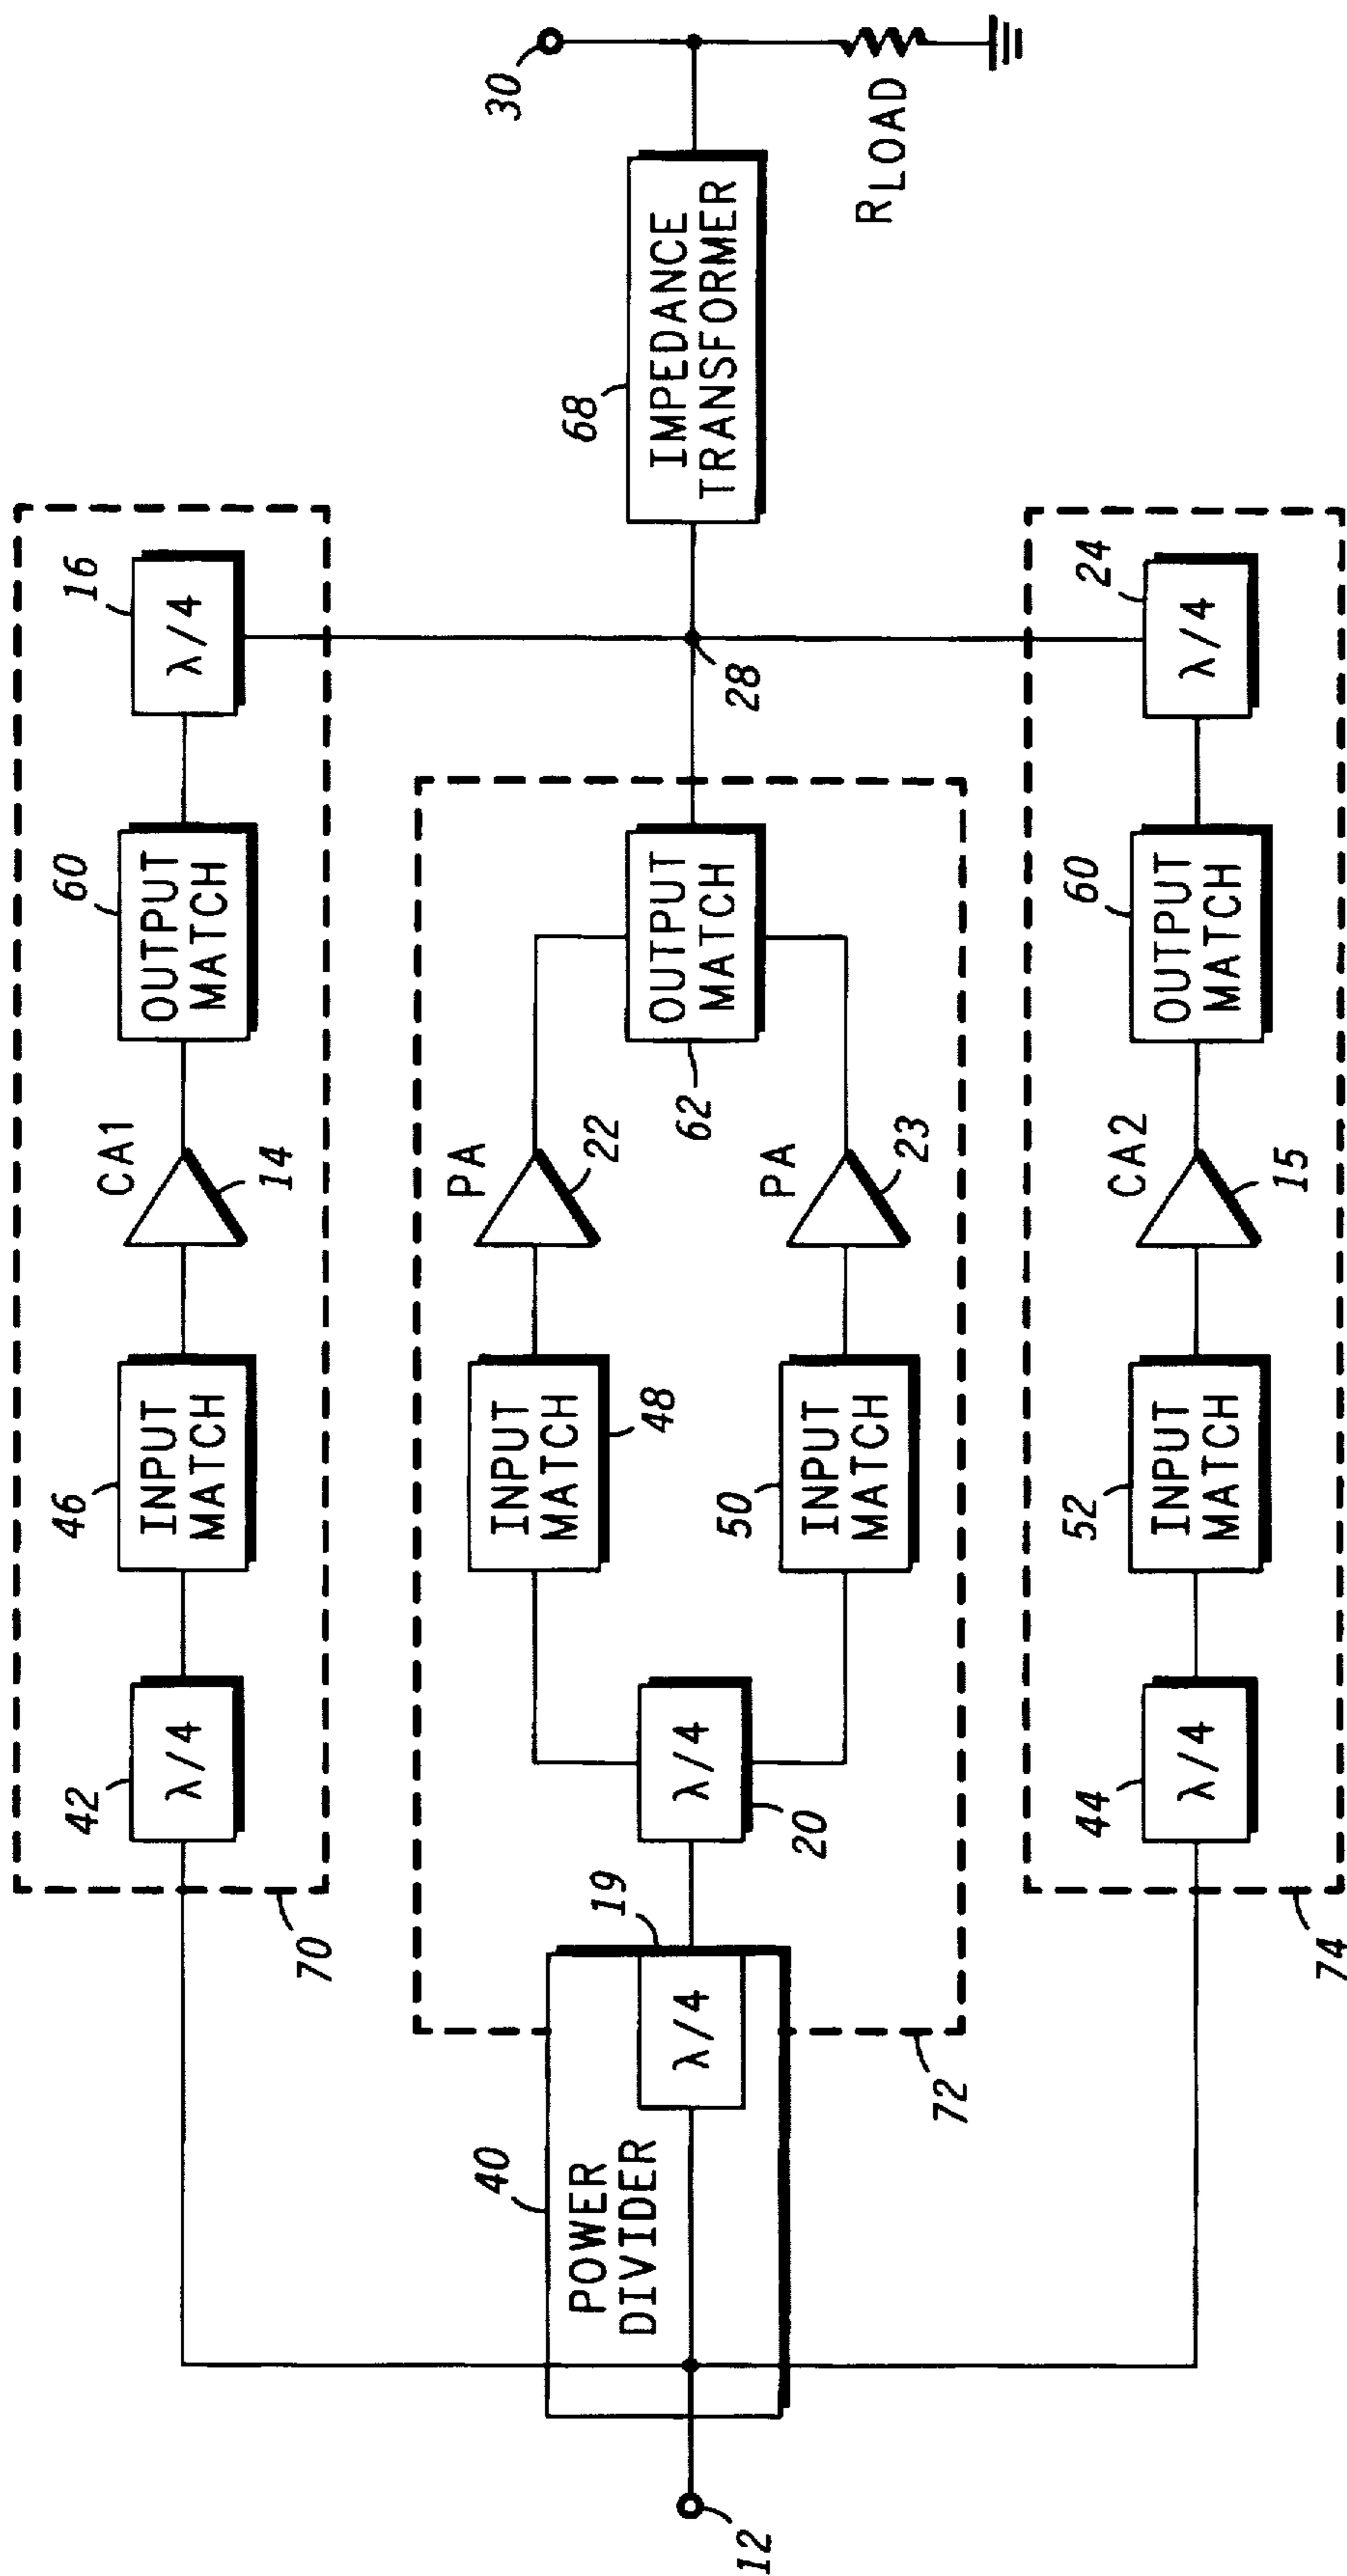 70
42
λ/4
46
INPUT
MATCH
CA1
14
60
OUTPUT
MATCH
16
λ/4
12
40
POWER
DIVIDER
λ/4
19
72
λ/4
20
INPUT
MATCH
48
PA
22
50
INPUT
MATCH
PA
23
OUTPUT
MATCH
62
28
68
IMPEDANCE
TRANSFORMER
30
RLOAD
74
44
λ/4
52
INPUT
MATCH
CA2
15
60
OUTPUT
MATCH
24
λ/4